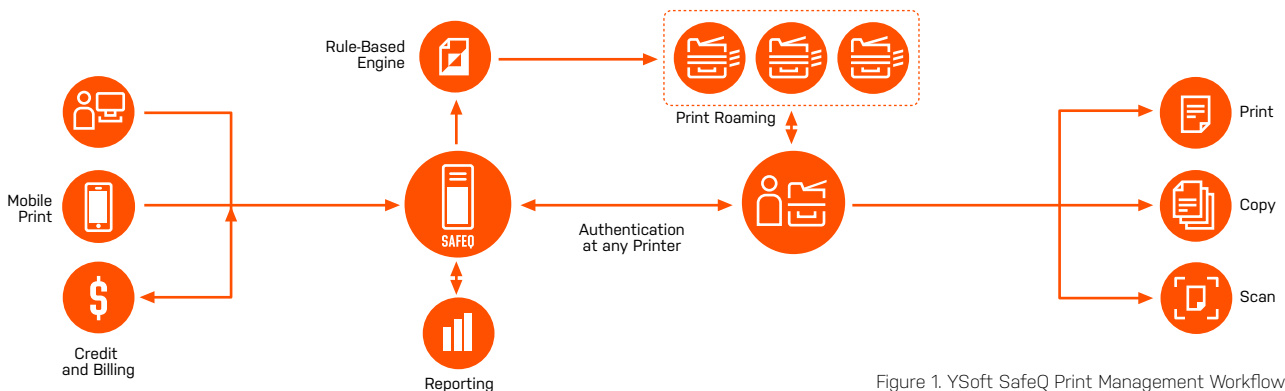 Rule-Based
Engine
Print Roaming
Print
Mobile
Print
SAFEQ
Authentication
at any Printer
Copy
$
Scan
Credit
and Billing
Reporting
Figure 1. YSoft SafeQ Print Management Workflow